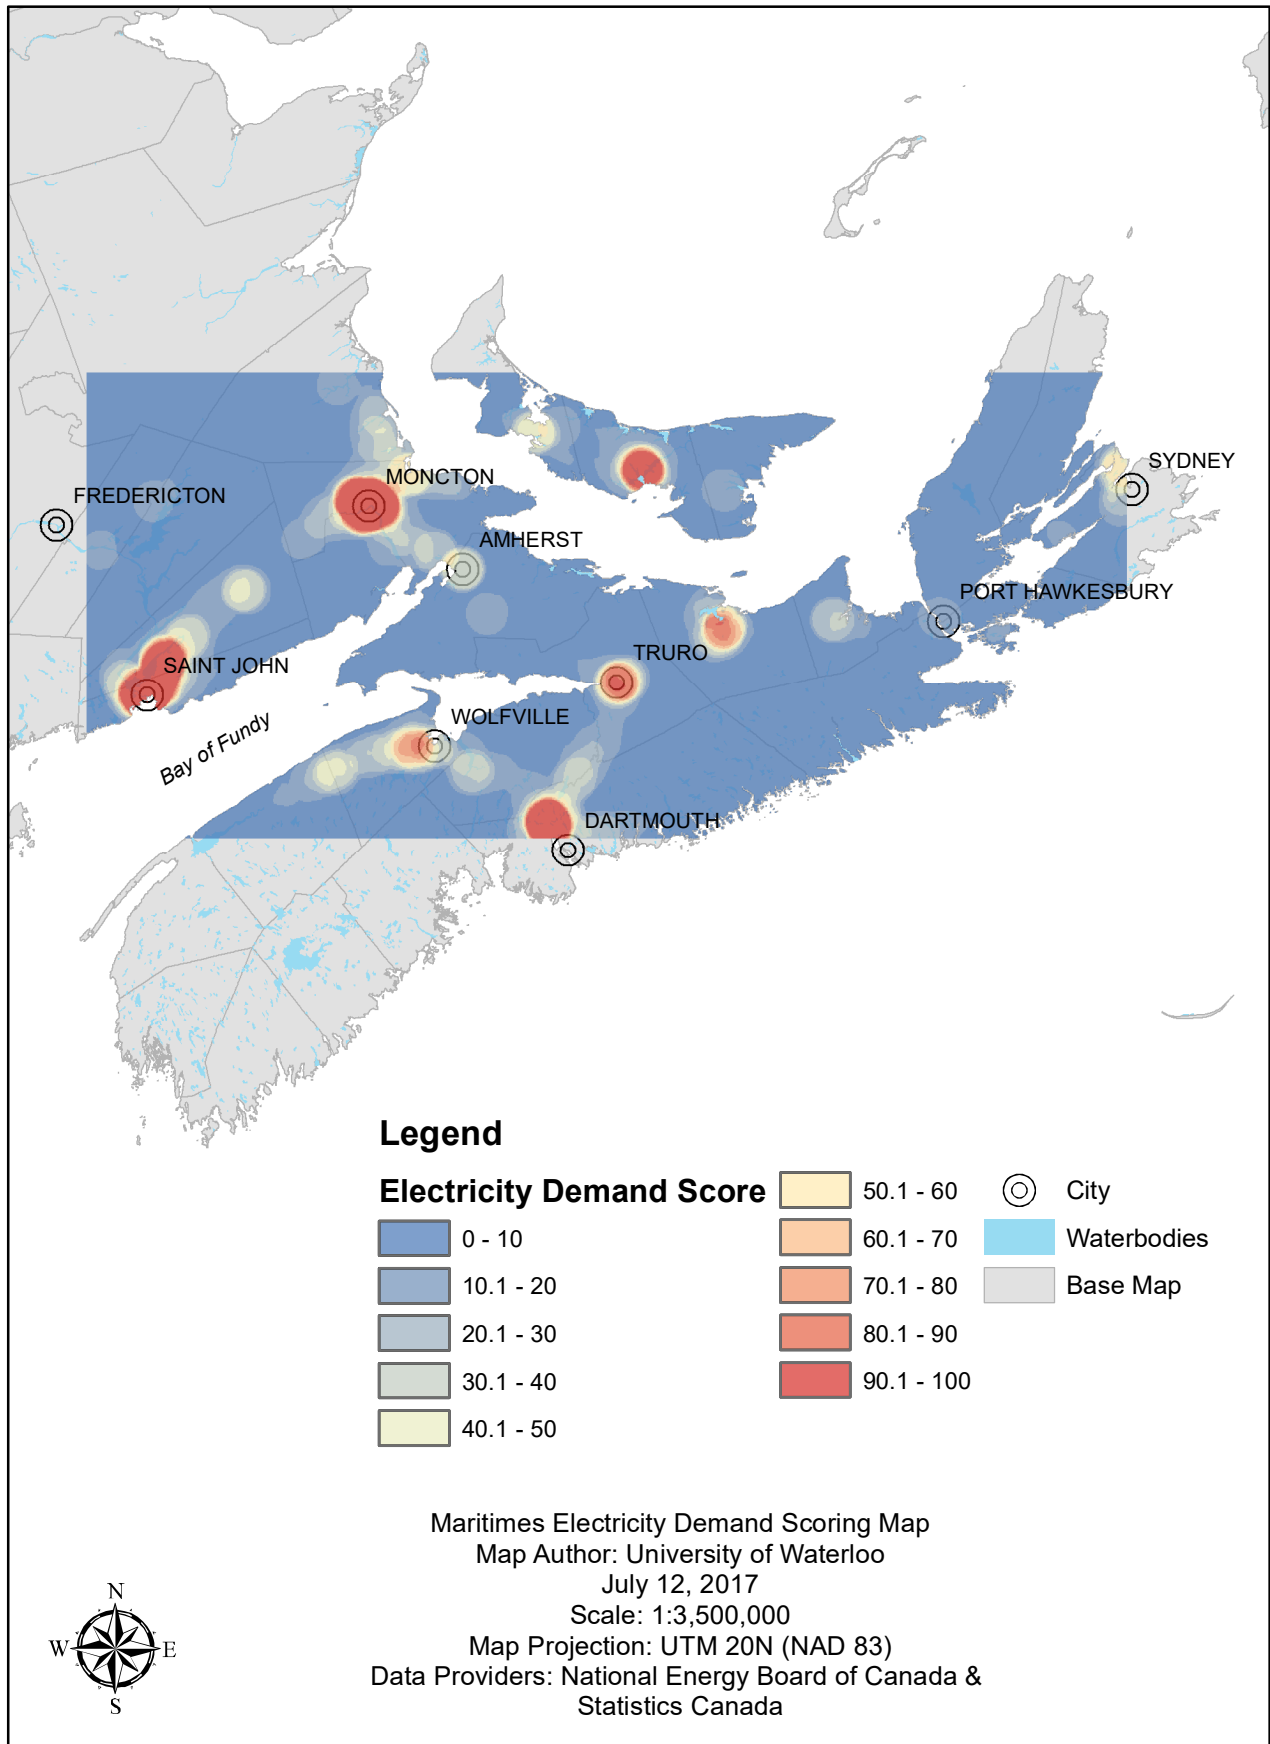 SYDNEY
MONCTON
FREDERICTON
AMHERST
PORT HAWKESBURY
TRURO
SAINT JOHN
WOLFVILLE
Bay of Fundy
DARTMOUTH
Legend
Electricity Demand Score
0 - 10
10.1 - 20
20.1 - 30
30.1 - 40
40.1 - 50
50.1 - 60
60.1 - 70
70.1 - 80
80.1 - 90
90.1 - 100
City
Waterbodies
Base Map
Maritimes Electricity Demand Scoring Map
Map Author: University of Waterloo
July 12, 2017
Scale: 1:3,500,000
Map Projection: UTM 20N (NAD 83)
Data Providers: National Energy Board of Canada &
Statistics Canada
N
W
E
S